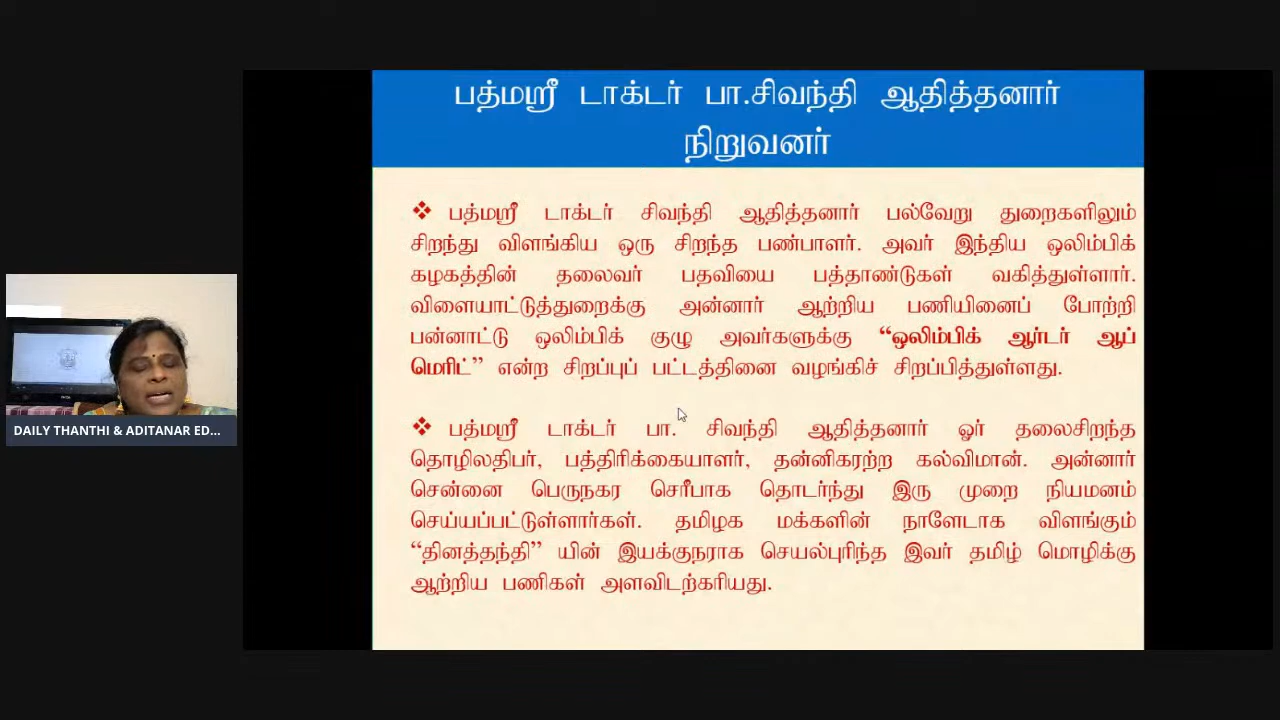 பத்மஸ்ரீ டாக்டர் பா.சிவந்தி ஆதித்தனார்
நிறுவனர்
❖ பத்மஸ்ரீ டாக்டர் சிவந்தி ஆதித்தனார் பல்வேறு துறைகளிலும்
சிறந்து விளங்கிய ஒரு சிறந்த பண்பாளர். அவர் இந்திய ஒலிம்பிக்
கழகத்தின் தலைவர் பதவியை பத்தாண்டுகள் வகித்துள்ளார்.
விளையாட்டுத்துறைக்கு அன்னார் ஆற்றிய பணியினைப் போற்றி
பன்னாட்டு ஒலிம்பிக் குழு அவர்களுக்கு “ஒலிம்பிக் ஆர்டர் ஆப்
மெரிட்” என்ற சிறப்புப் பட்டத்தினை வழங்கிச் சிறப்பித்துள்ளது.
❖ பத்மஸ்ரீ டாக்டர் பா. சிவந்தி ஆதித்தனார் ஓர் தலைசிறந்த
தொழிலதிபர், பத்திரிக்கையாளர், தன்னிகரற்ற கல்விமான். அன்னார்
சென்னை பெருநகர செரீபாக தொடர்ந்து இரு முறை நியமனம்
செய்யப்பட்டுள்ளார்கள். தமிழக மக்களின் நாளேடாக விளங்கும்
“தினத்தந்தி” யின் இயக்குநராக செயல்புரிந்த இவர் தமிழ் மொழிக்கு
ஆற்றிய பணிகள் அளவிடற்கரியது.
DAILY THANTHI & ADITANAR ED...